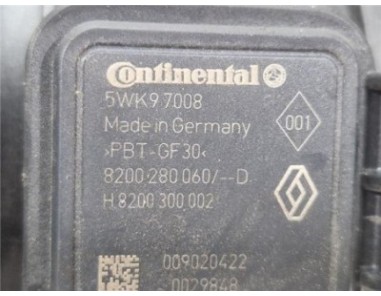 Continental
5WK9 7008
Made in Germany
001
›PBT-GF30‹
8200 280 060/--D
H 8200 300 002
009020422
0029848